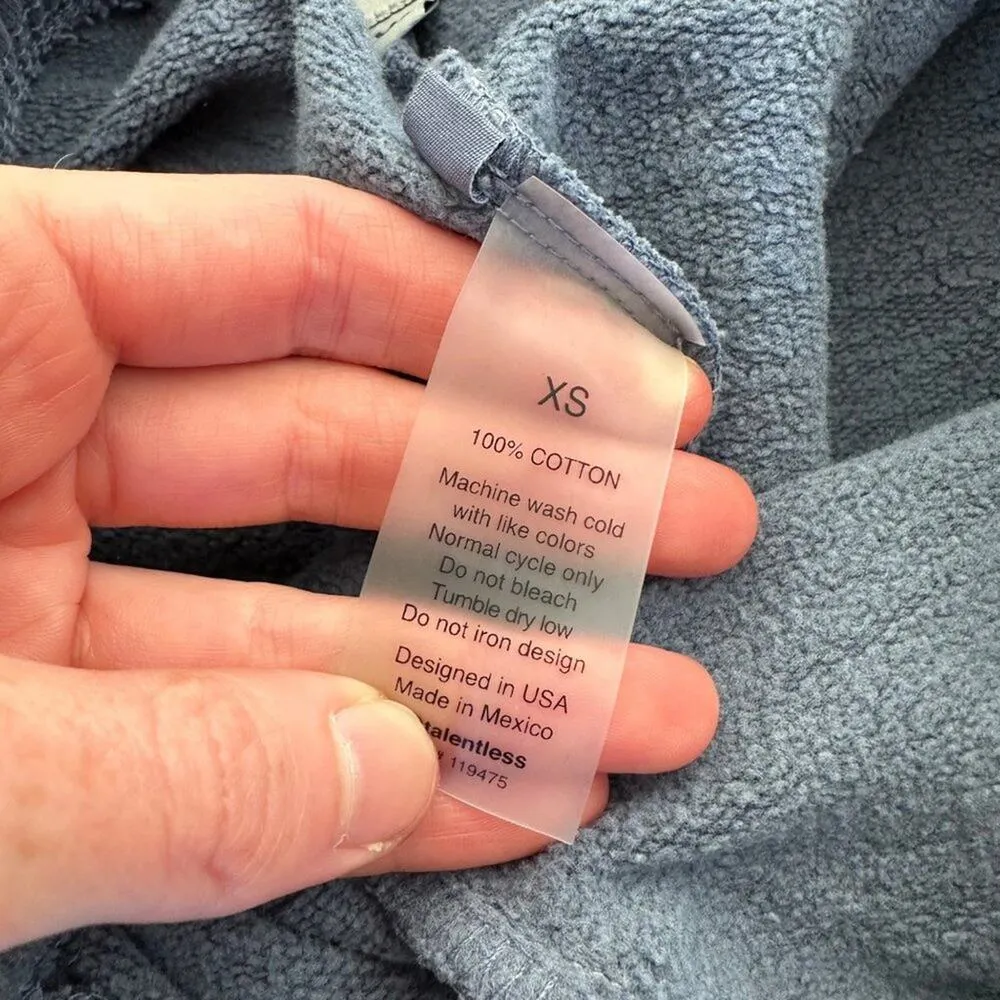 XS
100% COTTON
Machine wash cold
with like colors
Normal cycle only
Do not bleach
Tumble dry low
Do not iron design
Designed in USA
Made in Mexico
talentless
# 119475